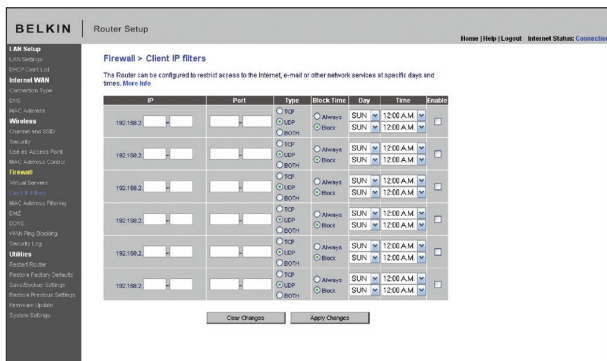 BELKIN
Router Setup
Home | Help | Logout Internet Status: Connection
LAN Setup
LAN Settings
DHCP Client List
Internet WAN
Connection Type
DNS
MAC Address
Wireless
Channel and SSID
Security
Use as Access Point
MAC Address Control
Firewall
Virtual Servers
Client IP Filters
MAC Address Filtering
DMZ
DDNS
WAN Ping Blocking
Security Log
Utilities
Restart Router
Restore Factory Defaults
Save/Backup Settings
Restore Previous Settings
Firmware Update
System Settings
Firewall > Client IP filters
The Router can be configured to restrict access to the Internet, e-mail or other network services at specific days and
times. More Info
IP Port Type Block Time Day Time Enable
192.168.2. - - TCP UDP BOTH Always Block SUN 12:00 A.M. SUN 12:00 A.M.
192.168.2. - - TCP UDP BOTH Always Block SUN 12:00 A.M. SUN 12:00 A.M.
192.168.2. - - TCP UDP BOTH Always Block SUN 12:00 A.M. SUN 12:00 A.M.
192.168.2. - - TCP UDP BOTH Always Block SUN 12:00 A.M. SUN 12:00 A.M.
192.168.2. - - TCP UDP BOTH Always Block SUN 12:00 A.M. SUN 12:00 A.M.
192.168.2. - - TCP UDP BOTH Always Block SUN 12:00 A.M. SUN 12:00 A.M.
Clear Changes Apply Changes